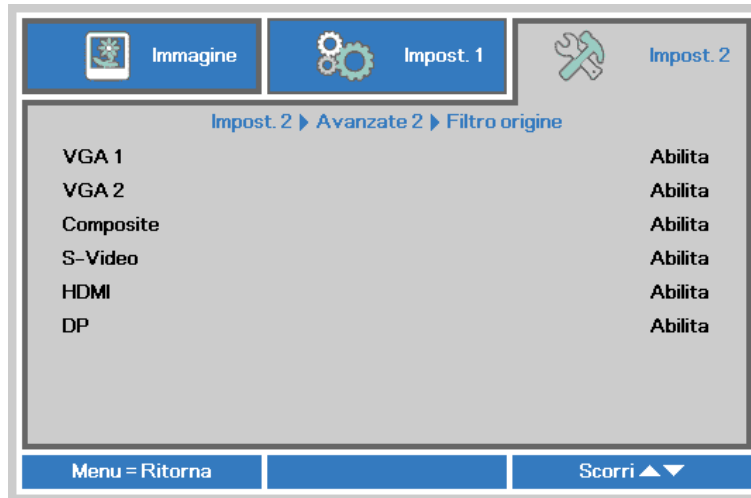 Immagine Impost. 1 Impost. 2
Impost. 2 ▶ Avanzate 2 ▶ Filtro origine
VGA 1 Abilita
VGA 2 Abilita
Composite Abilita
S-Video Abilita
HDMI Abilita
DP Abilita
Menu = Ritorna Scorri ▲▼